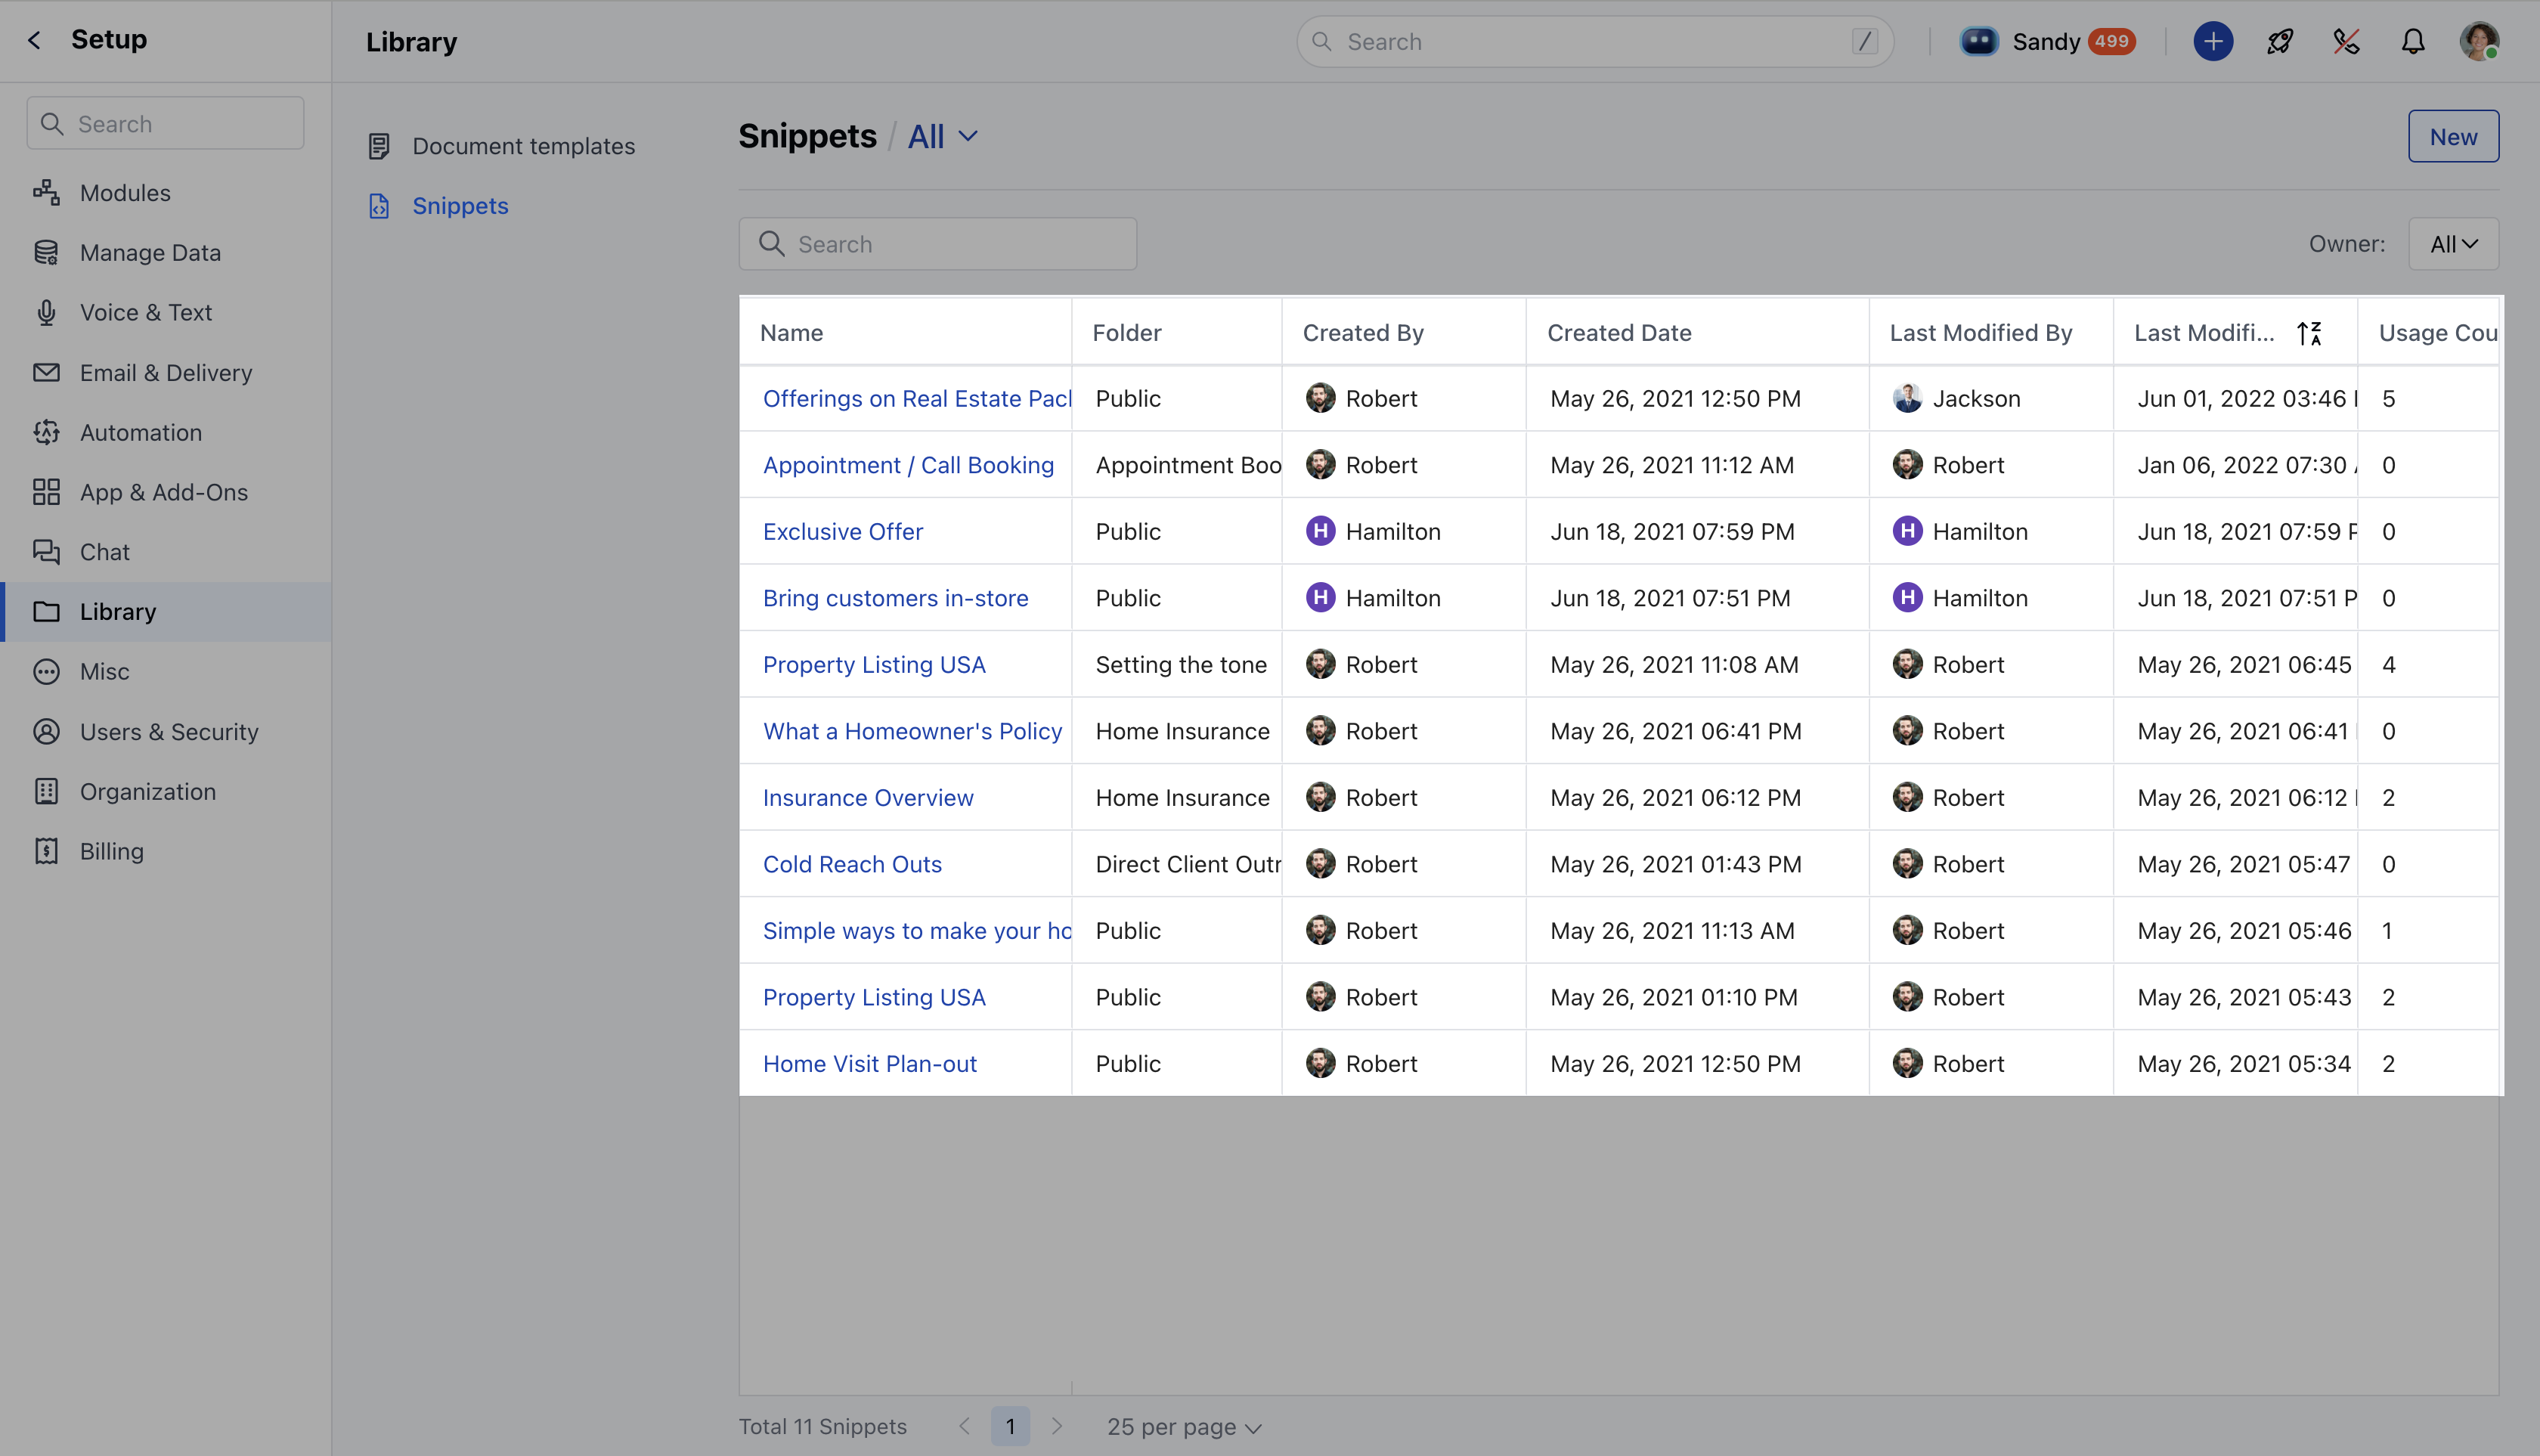 Setup
Library
Search /
Sandy 499
Search
Modules
Manage Data
Voice & Text
Email & Delivery
Automation
App & Add-Ons
Chat
Library
Misc
Users & Security
Organization
Billing
Document templates
Snippets
Snippets / All
New
Search
Owner: All
Name Folder Created By Created Date Last Modified By Last Modifi... Usage Cou
Offerings on Real Estate Pac Public Robert May 26, 2021 12:50 PM Jackson Jun 01, 2022 03:46 5
Appointment / Call Booking Appointment Boo Robert May 26, 2021 11:12 AM Robert Jan 06, 2022 07:30 0
Exclusive Offer Public H Hamilton Jun 18, 2021 07:59 PM H Hamilton Jun 18, 2021 07:59 P 0
Bring customers in-store Public H Hamilton Jun 18, 2021 07:51 PM H Hamilton Jun 18, 2021 07:51 P 0
Property Listing USA Setting the tone Robert May 26, 2021 11:08 AM Robert May 26, 2021 06:45 4
What a Homeowner's Policy Home Insurance Robert May 26, 2021 06:41 PM Robert May 26, 2021 06:41 0
Insurance Overview Home Insurance Robert May 26, 2021 06:12 PM Robert May 26, 2021 06:12 2
Cold Reach Outs Direct Client Outr Robert May 26, 2021 01:43 PM Robert May 26, 2021 05:47 0
Simple ways to make your ho Public Robert May 26, 2021 11:13 AM Robert May 26, 2021 05:46 1
Property Listing USA Public Robert May 26, 2021 01:10 PM Robert May 26, 2021 05:43 2
Home Visit Plan-out Public Robert May 26, 2021 12:50 PM Robert May 26, 2021 05:34 2
Total 11 Snippets 1 25 per page